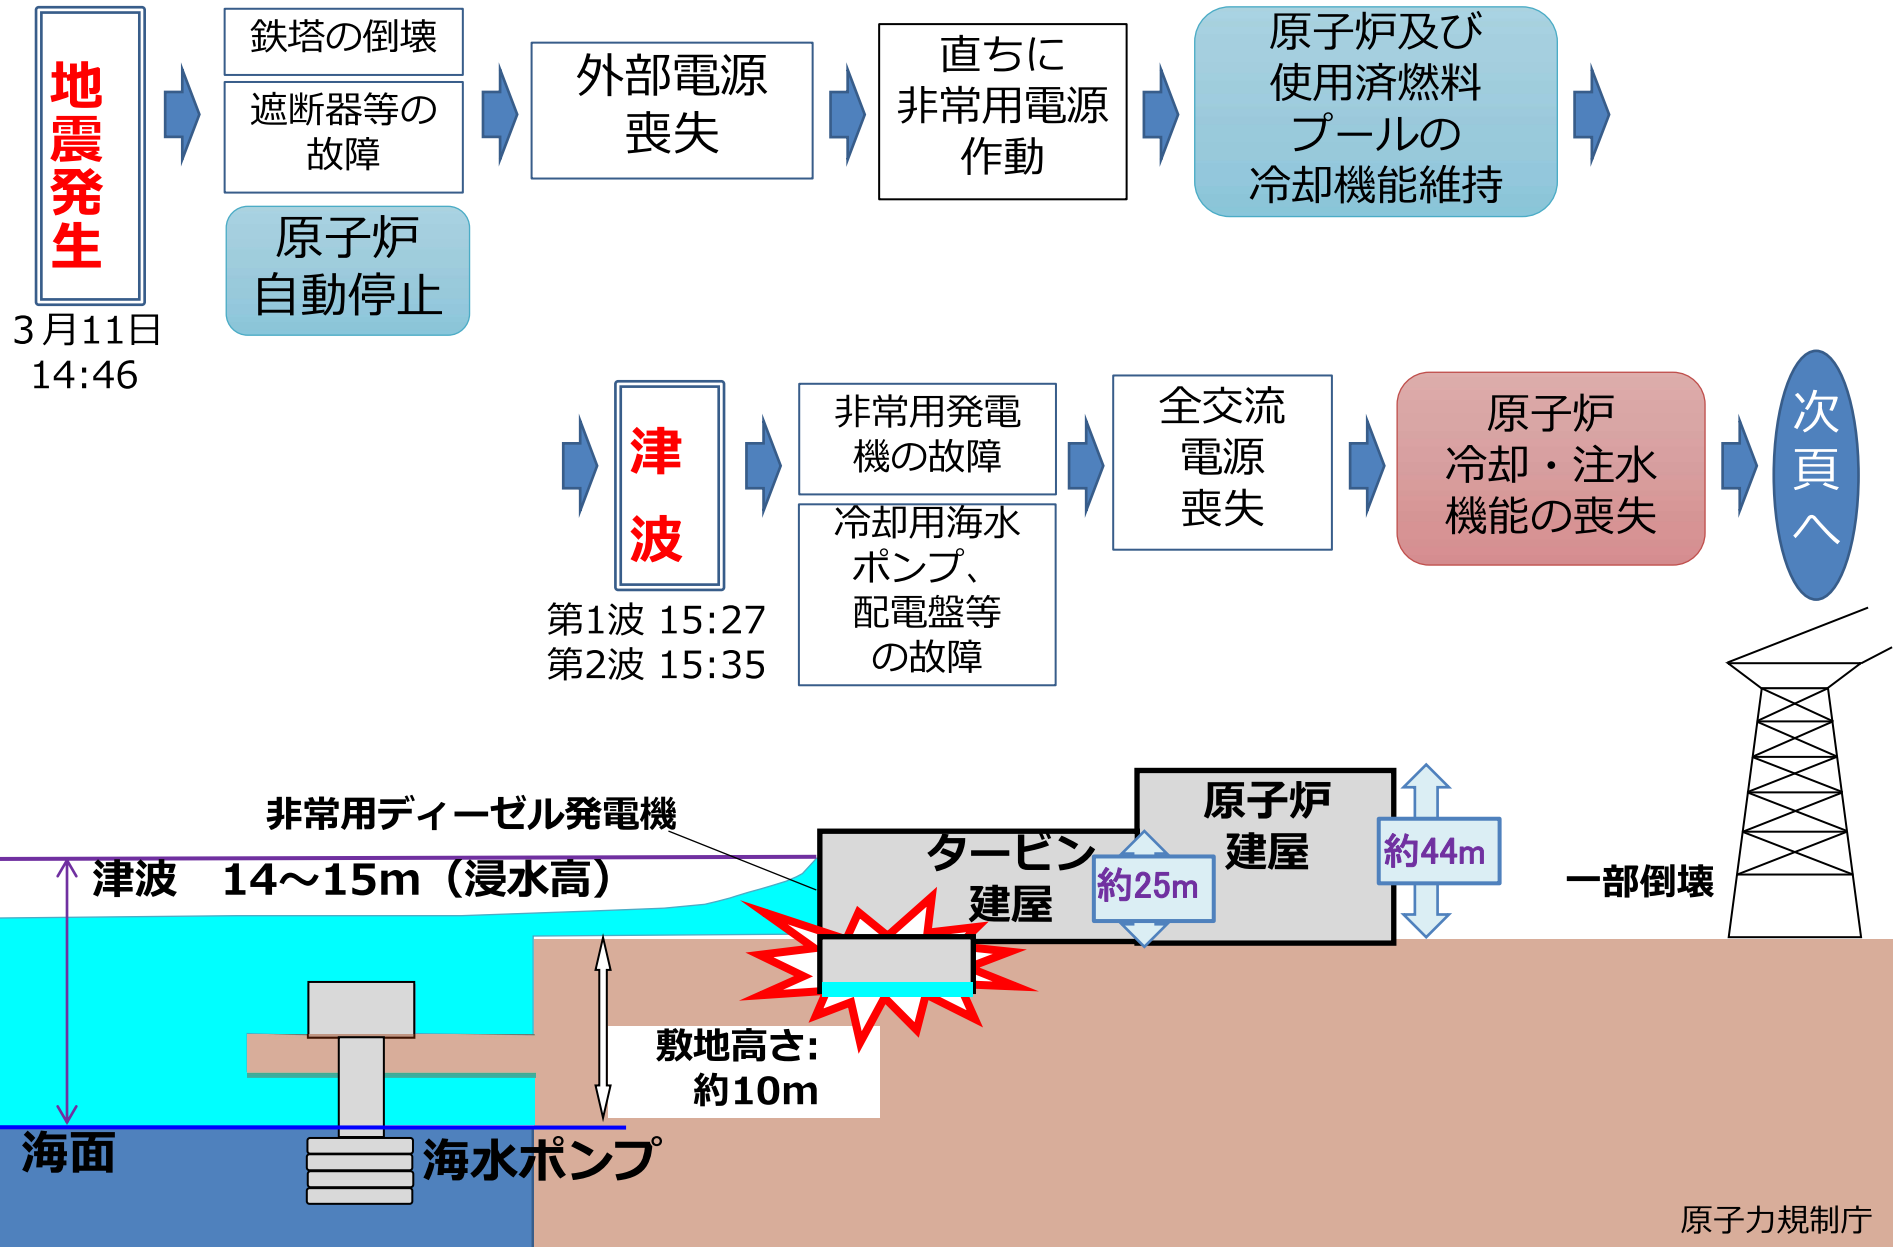 地震発生
3月11日
14:46
鉄塔の倒壊
遮断器等の
故障
原子炉
自動停止
外部電源
喪失
直ちに
非常用電源
作動
原子炉及び
使用済燃料
プールの
冷却機能維持
津波
第1波 15:27
第2波 15:35
非常用発電
機の故障
冷却用海水
ポンプ、
配電盤等
の故障
全交流
電源
喪失
原子炉
冷却・注水
機能の喪失
次頁へ
非常用ディーゼル発電機
津波　14～15m（浸水高）
タービン
建屋
約25m
原子炉
建屋
約44m
一部倒壊
敷地高さ:
約10m
海面
海水ポンプ
原子力規制庁